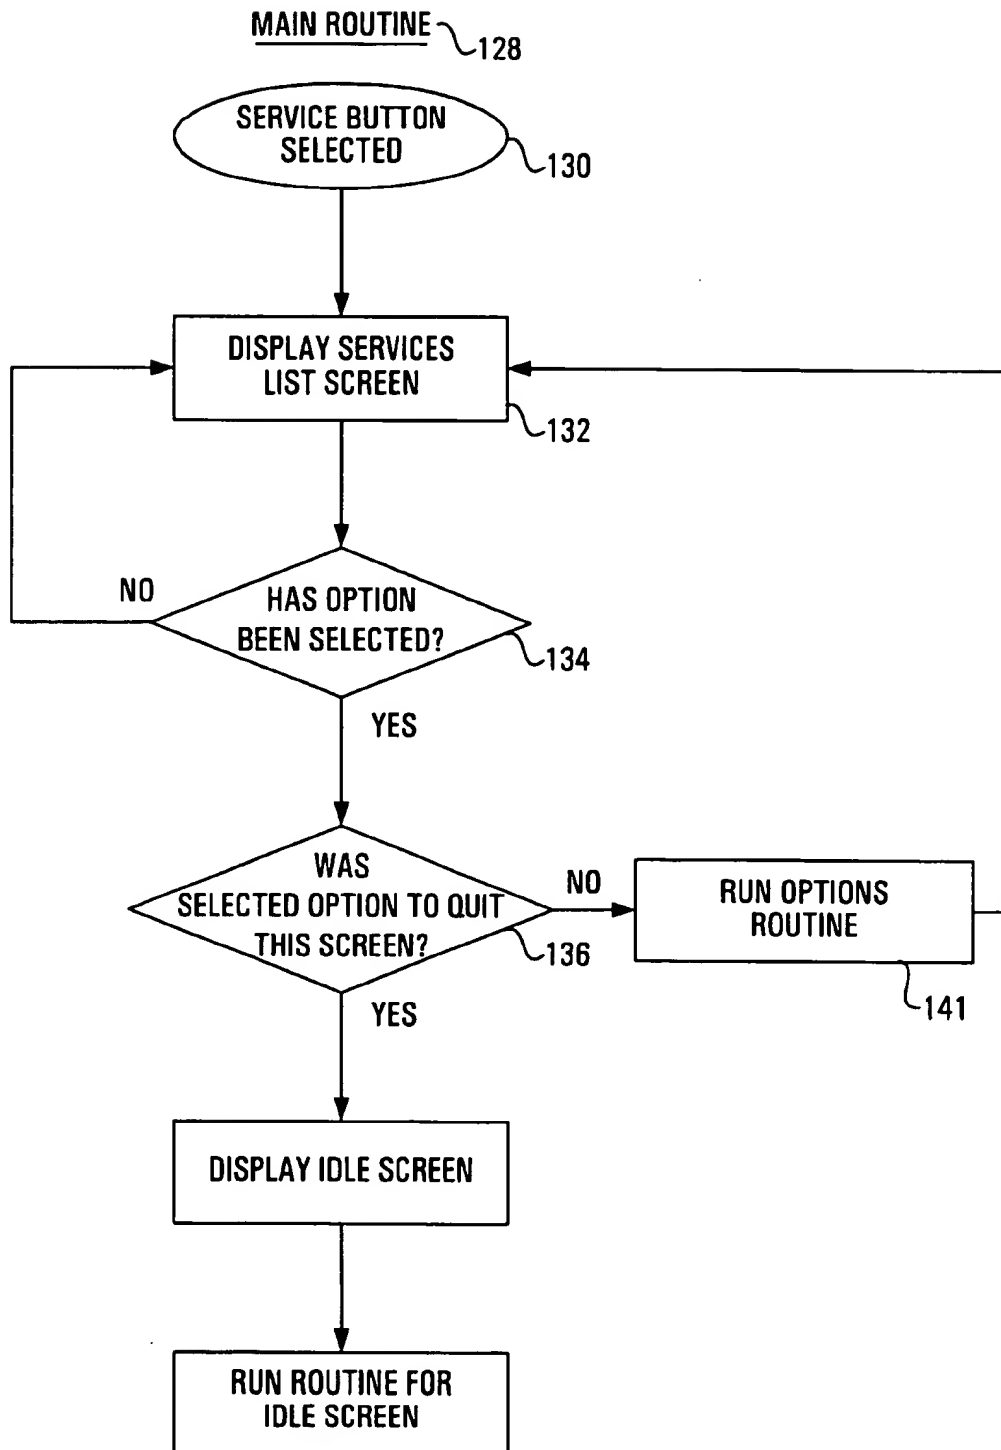 MAIN ROUTINE
128
SERVICE BUTTON
SELECTED
130
DISPLAY SERVICES
LIST SCREEN
132
NO
HAS OPTION
BEEN SELECTED?
134
YES
WAS
SELECTED OPTION TO QUIT
THIS SCREEN?
136
NO
RUN OPTIONS
ROUTINE
141
YES
DISPLAY IDLE SCREEN
RUN ROUTINE FOR
IDLE SCREEN